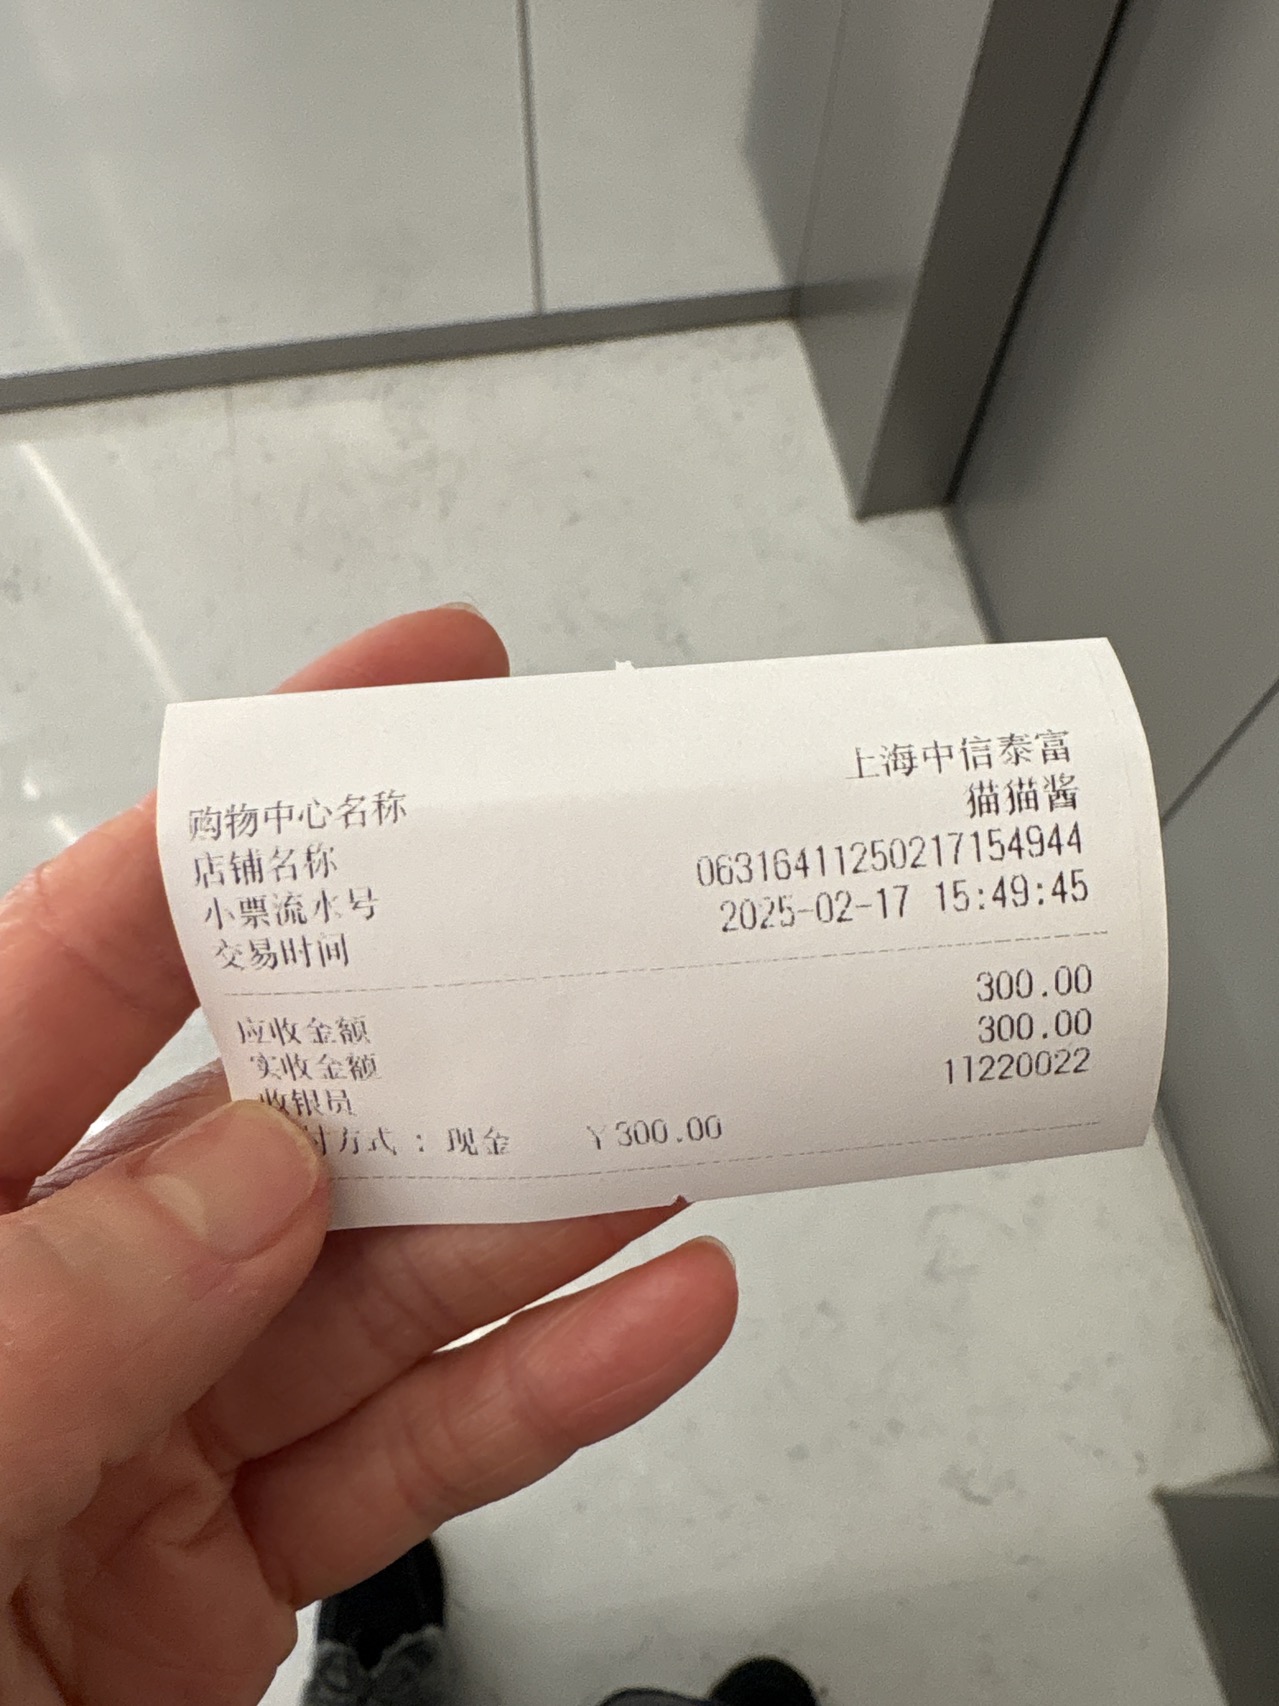 购物中心名称 上海中信泰富
店铺名称 猫猫酱
小票流水号 06316411250217154944
交易时间 2025-02-17 15:49:45
应收金额 300.00
实收金额 300.00
收银员 11220022
付方式 : 现金 ￥300.00